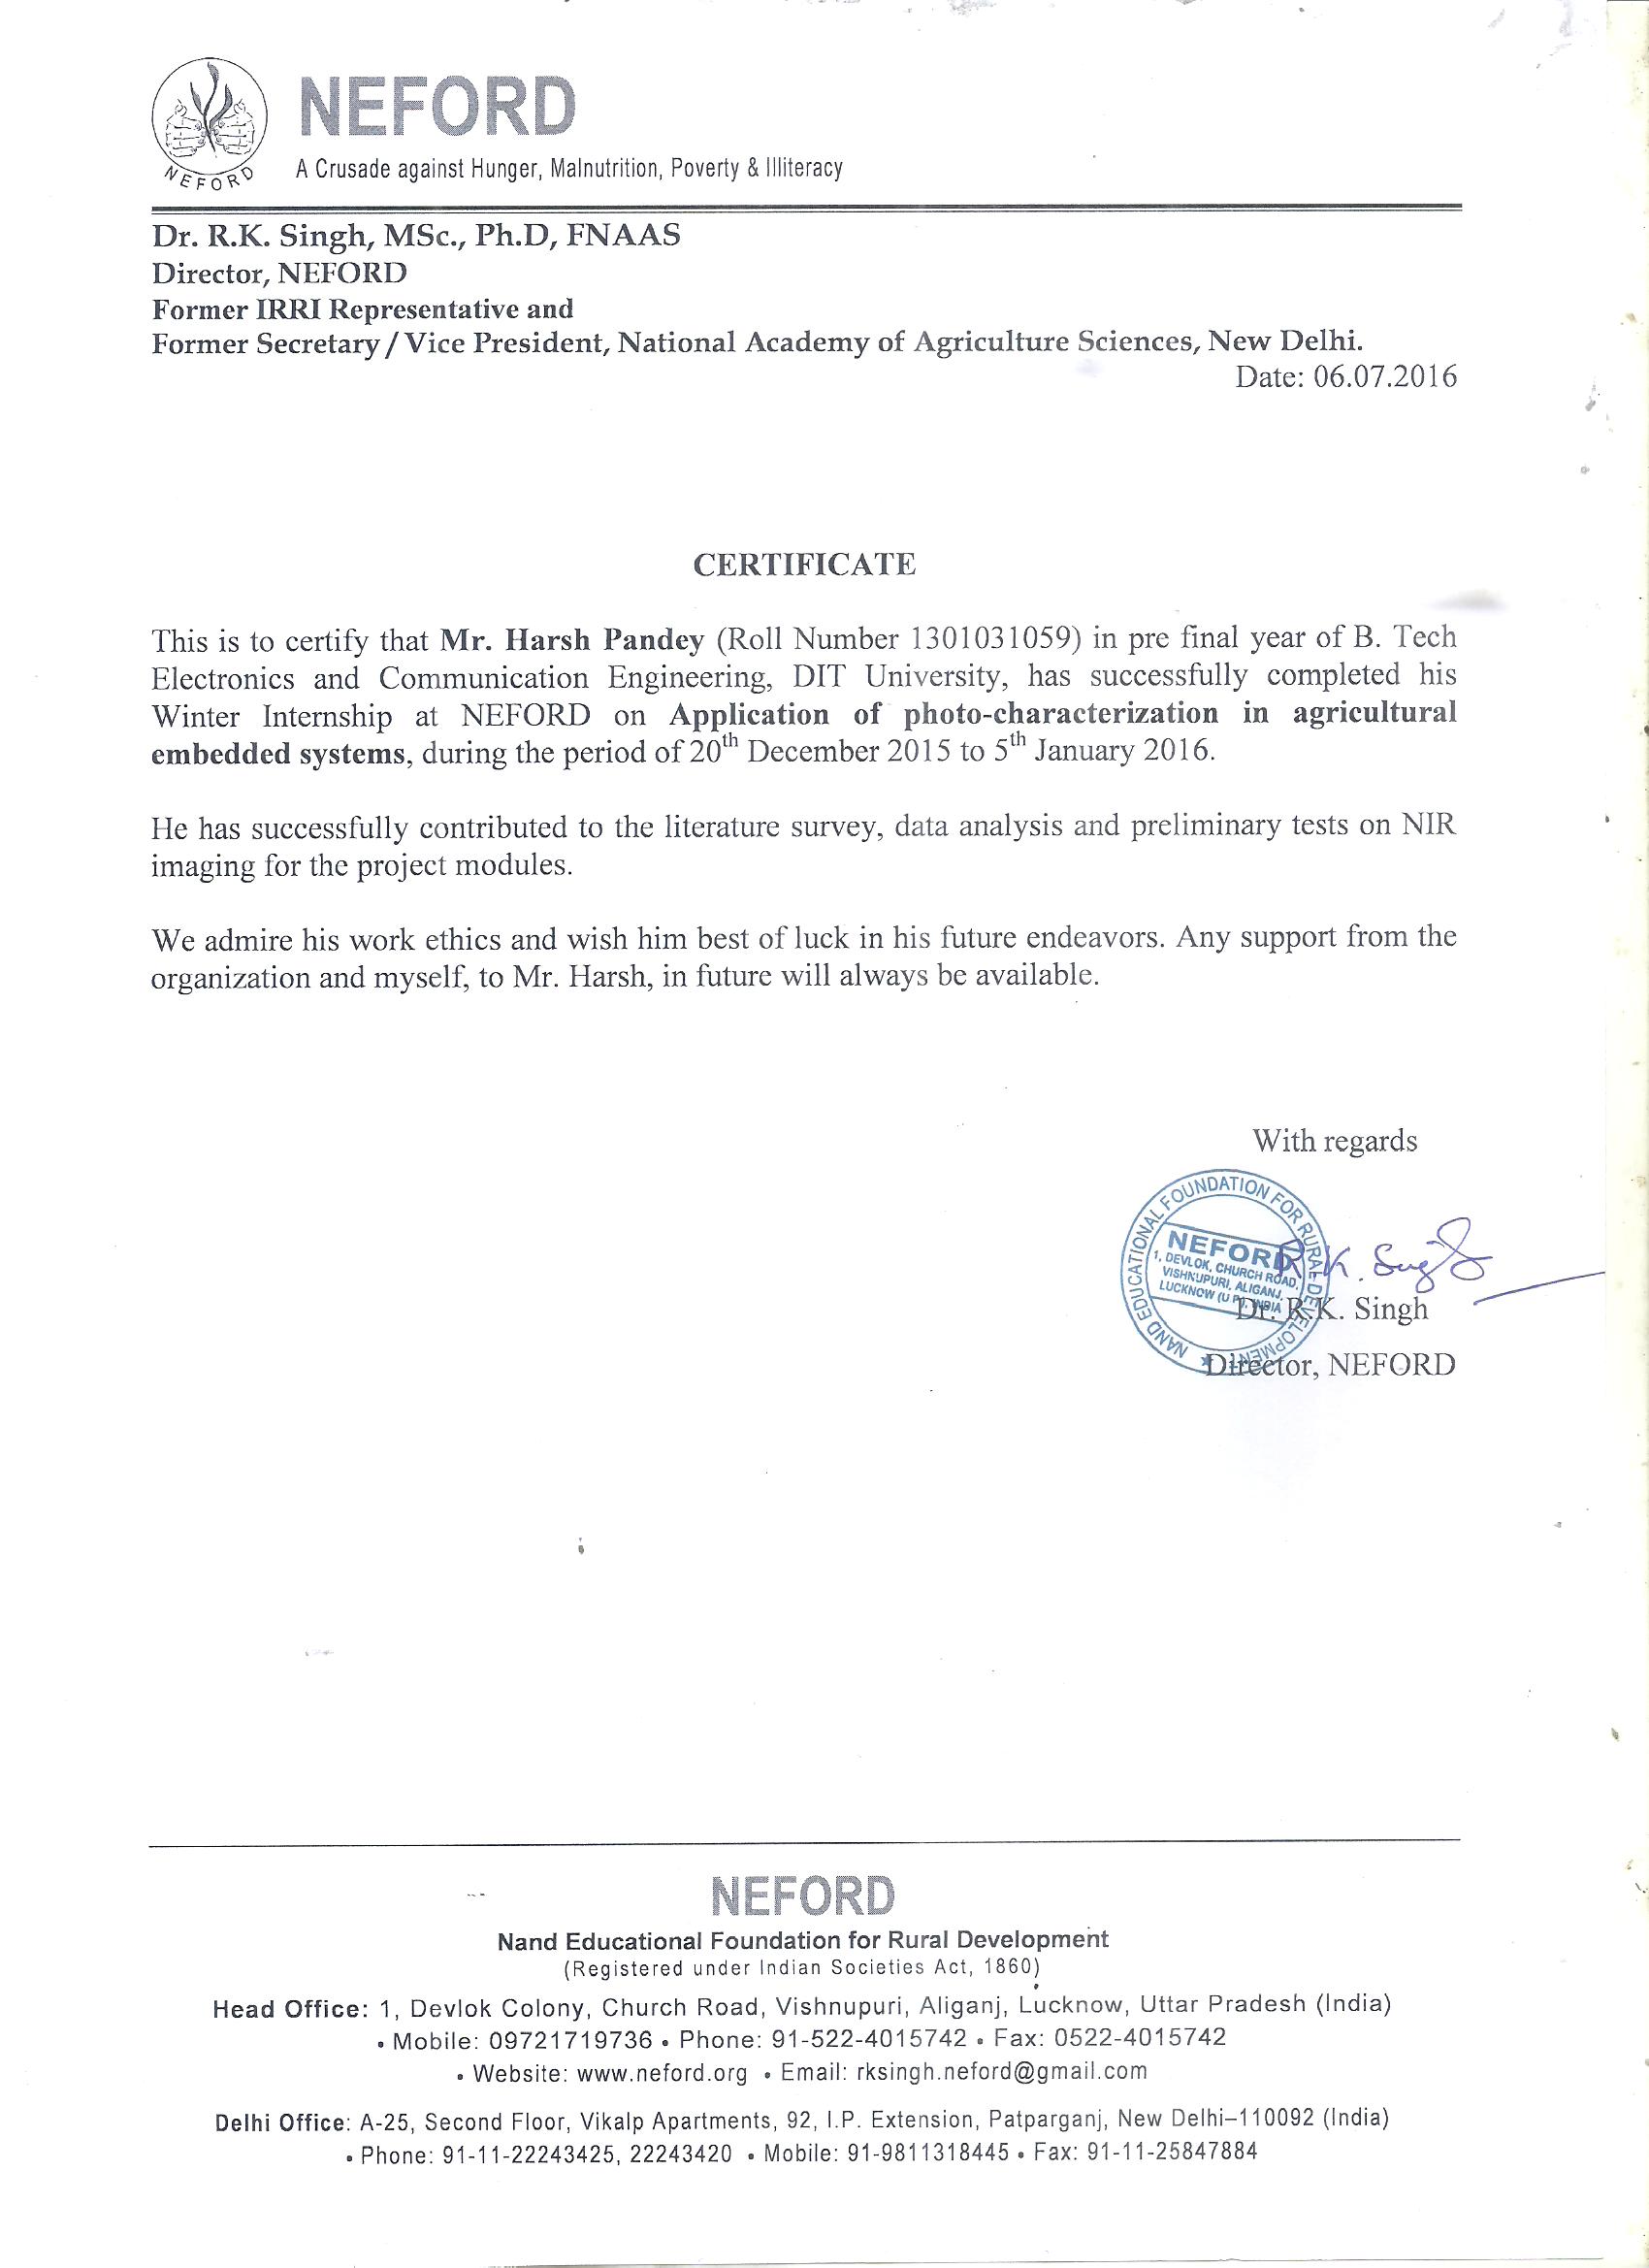 NEFORD
NEFORD
A Crusade against Hunger, Malnutrition, Poverty & Illiteracy
Dr. R.K. Singh, MSc., Ph.D, FNAAS
Director, NEFORD
Former IRRI Representative and
Former Secretary/Vice President, National Academy of Agriculture Sciences, New Delhi.
Date: 06.07.2016
CERTIFICATE
This is to certify that Mr. Harsh Pandey (Roll Number 1301031059) in pre final year of B. Tech
Electronics and Communication Engineering, DIT University, has successfully completed his
Winter Internship at NEFORD on Application of photo-characterization in agricultural
embedded systems, during the period of 20th December 2015 to 5th January 2016.
He has successfully contributed to the literature survey, data analysis and preliminary tests on NIR
imaging for the project modules.
We admire his work ethics and wish him best of luck in his future endeavors. Any support from the
organization and myself, to Mr. Harsh, in future will always be available.
With regards
NAND EDUCATIONAL FOUNDATION FOR RURAL DEVELOPMENT
NEFORD
1, DEVLOK, CHURCH ROAD,
VISHNUPURI, ALIGANJ,
LUCKNOW (U.P.) INDIA
R.K. Singh
Dr. R.K. Singh
Director, NEFORD
NEFORD
Nand Educational Foundation for Rural Development
(Registered under Indian Societies Act, 1860)
Head Office: 1, Devlok Colony, Church Road, Vishnupuri, Aliganj, Lucknow, Uttar Pradesh (India)
• Mobile: 09721719736 • Phone: 91-522-4015742 • Fax: 0522-4015742
• Website: www.neford.org • Email: rksingh.neford@gmail.com
Delhi Office: A-25, Second Floor, Vikalp Apartments, 92, I.P. Extension, Patparganj, New Delhi–110092 (India)
• Phone: 91-11-22243425, 22243420 • Mobile: 91-9811318445 • Fax: 91-11-25847884